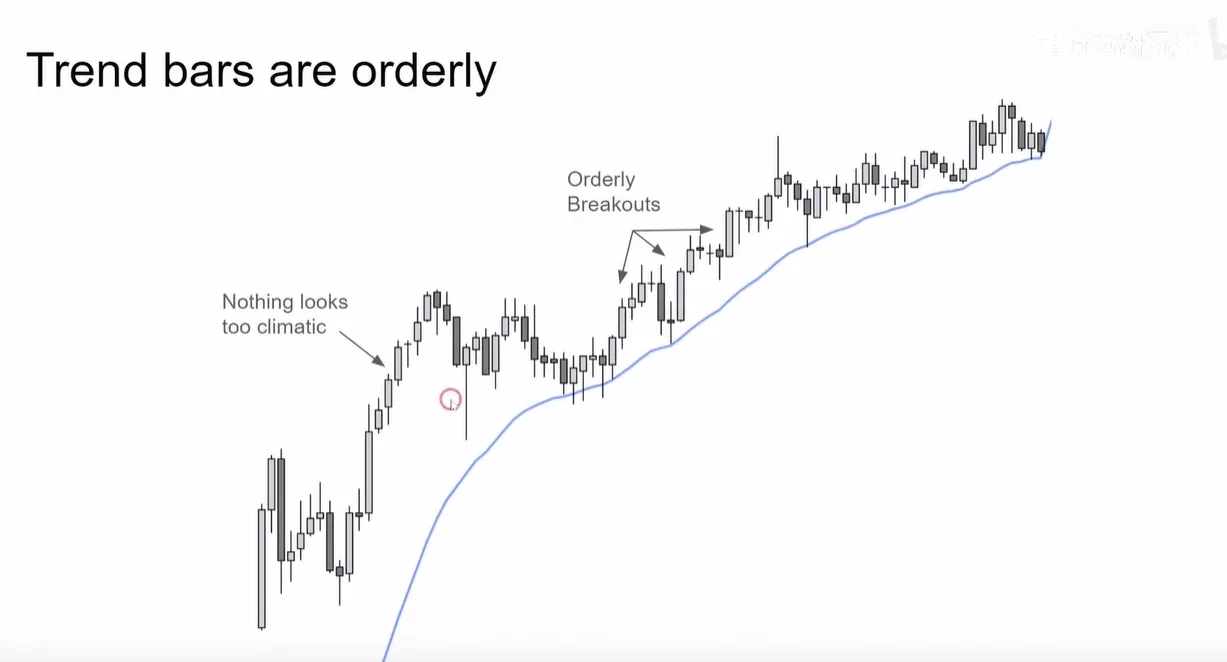 Trend bars are orderly
Orderly
Breakouts
Nothing looks
too climatic